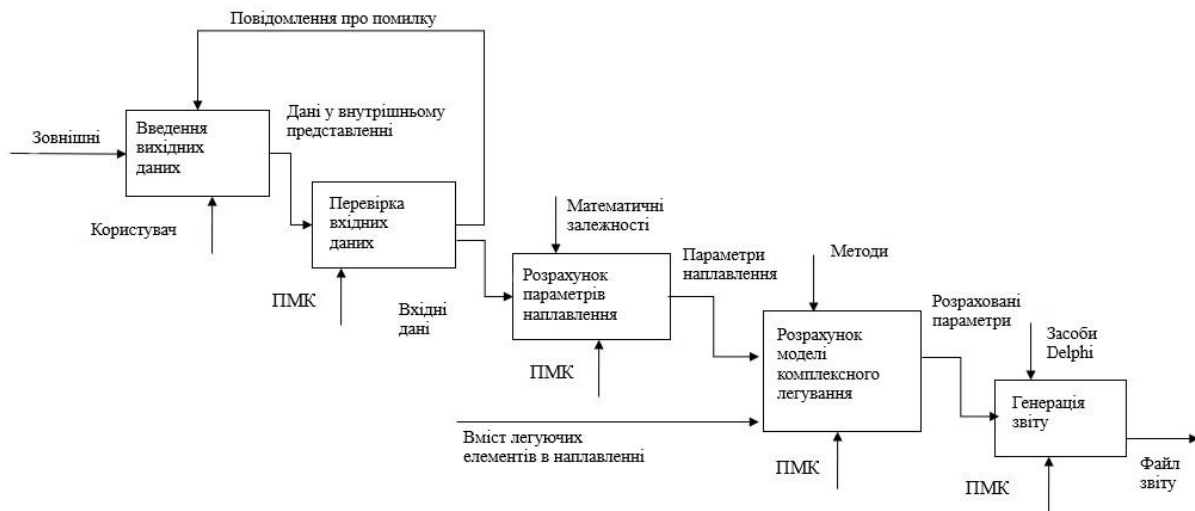 Повідомлення про помилку
Зовнішні
Введення
вихідних
даних
Дані у внутрішньому
представленні
Користувач
Перевірка
вхідних
даних
ПМК
Вхідні
дані
Математичні
залежності
Розрахунок
параметрів
наплавлення
ПМК
Параметри
наплавлення
Методи
Розрахунок
моделі
комплексного
легування
Вміст легуючих
елементів в наплавленні
ПМК
Розраховані
параметри
Засоби
Delphi
Генерація
звіту
ПМК
Файл
звіту